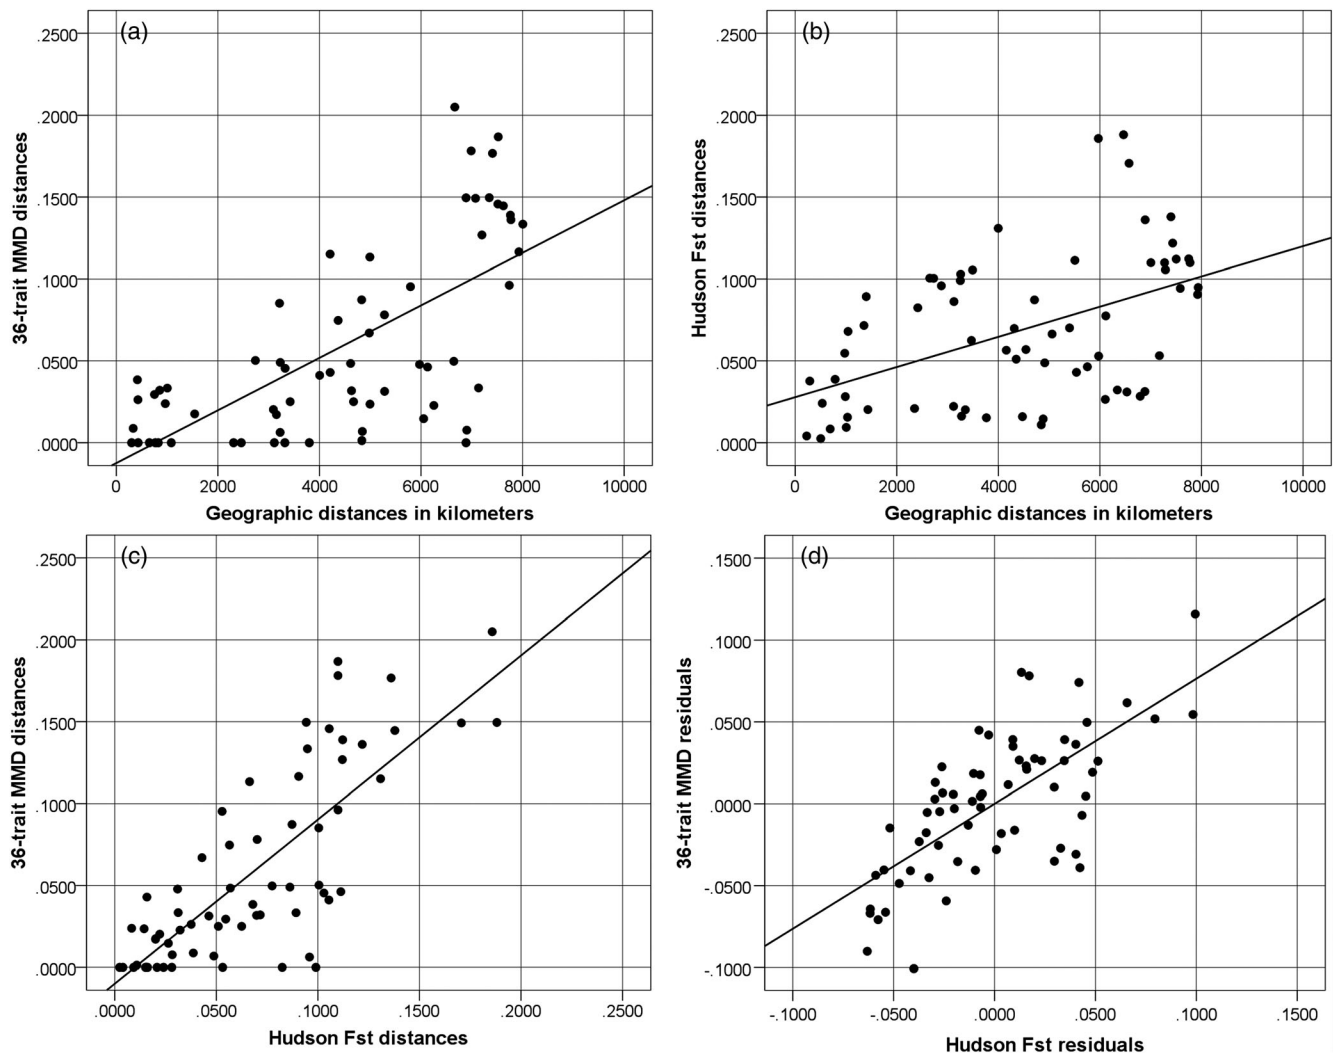 (a)
36-trait MMD distances
.2500
.2000
.1500
.1000
.0500
.0000
0 2000 4000 6000 8000 10000
Geographic distances in kilometers
(b)
Hudson Fst distances
.2500
.2000
.1500
.1000
.0500
.0000
0 2000 4000 6000 8000 10000
Geographic distances in kilometers
(c)
36-trait MMD distances
.2500
.2000
.1500
.1000
.0500
.0000
.0000 .0500 .1000 .1500 .2000 .2500
Hudson Fst distances
(d)
36-trait MMD residuals
.1500
.1000
.0500
.0000
-.0500
-.1000
-.1000 -.0500 .0000 .0500 .1000 .1500
Hudson Fst residuals